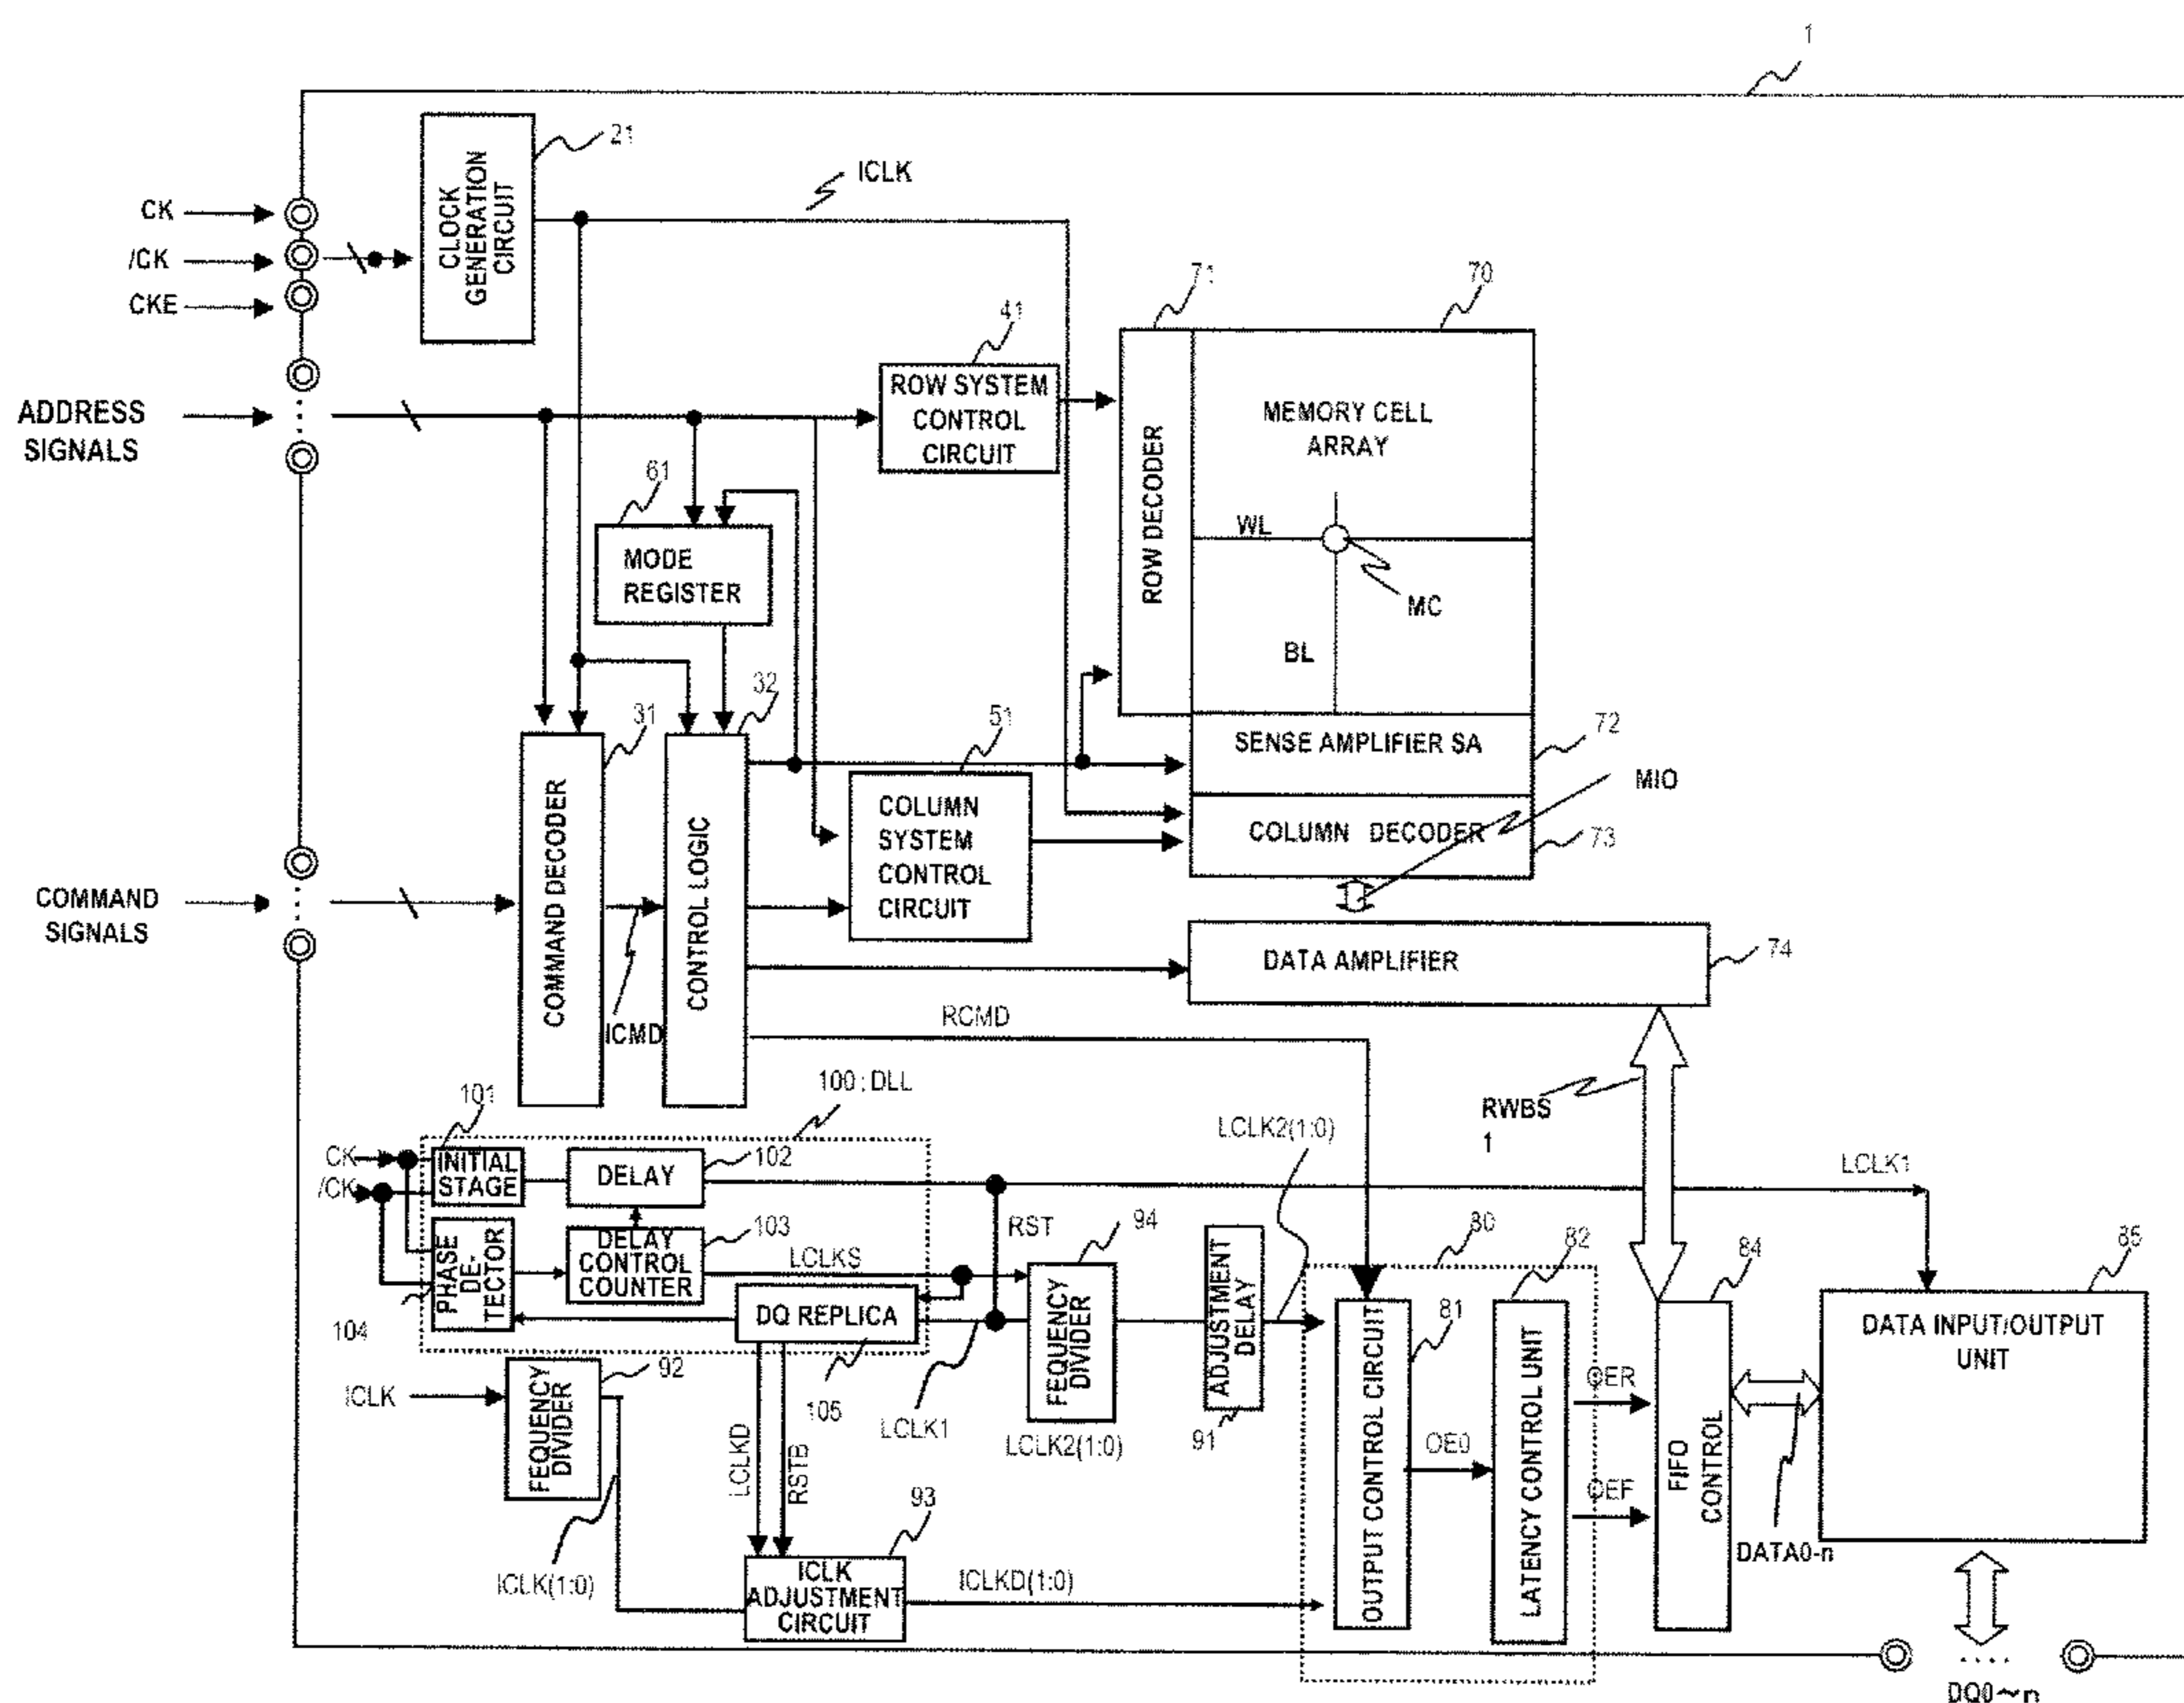 1
21
CLOCK
GENERATION
CIRCUIT
ICLK
CK
/CK
CKE
71
70
41
ROW SYSTEM
CONTROL
CIRCUIT
ADDRESS
SIGNALS
MEMORY CELL
ARRAY
ROW DECODER
61
MODE
REGISTER
WL
MC
BL
31
32
51
SENSE AMPLIFIER SA
72
MIO
COLUMN
SYSTEM
CONTROL
CIRCUIT
COLUMN DECODER
73
COMMAND
SIGNALS
COMMAND DECODER
CONTROL LOGIC
ICMD
DATA AMPLIFIER
74
RCMD
100 : DLL
101
RWBS
1
LCLK2(1:0)
CK
/CK
INITIAL
STAGE
DELAY
102
LCLK1
RST
94
80
82
84
85
PHASE
DE-
TECTOR
DELAY
CONTROL
COUNTER
103
LCLKS
104
DQ REPLICA
105
LCLK1
FEQUENCY
DIVIDER
LCLK2(1:0)
ADJUSTMENT
DELAY
91
81
OUTPUT CONTROL CIRCUIT
LATENCY CONTROL UNIT
OE0
OER
OEF
FIFO
CONTROL
DATA INPUT/OUTPUT
UNIT
DATA0-n
92
ICLK
FEQUENCY
DIVIDER
LCLKD
RSTB
93
ICLK(1:0)
ICLK
ADJUSTMENT
CIRCUIT
ICLKD(1:0)
DQ0~n